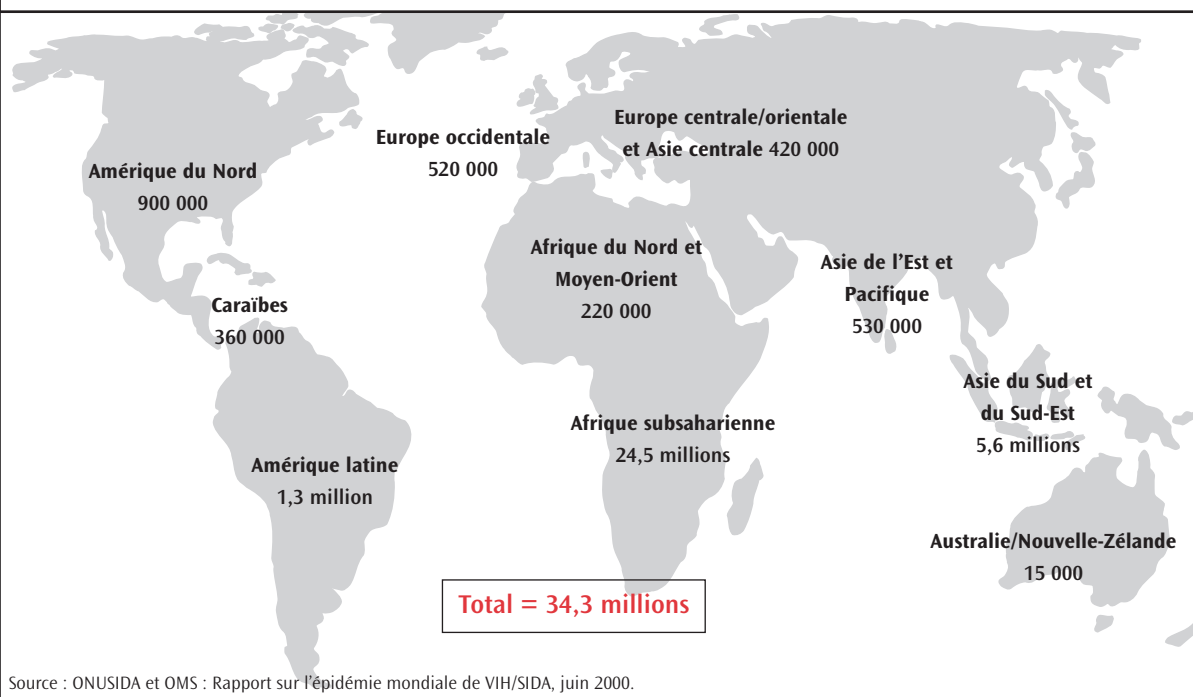 Europe centrale/orientale
et Asie centrale 420 000
Europe occidentale
520 000
Amérique du Nord
900 000
Afrique du Nord et
Moyen-Orient
220 000
Asie de l'Est et
Pacifique
530 000
Caraïbes
360 000
Asie du Sud et
du Sud-Est
5,6 millions
Afrique subsaharienne
24,5 millions
Amérique latine
1,3 million
Australie/Nouvelle-Zélande
15 000
Total = 34,3 millions
Source : ONUSIDA et OMS : Rapport sur l'épidémie mondiale de VIH/SIDA, juin 2000.